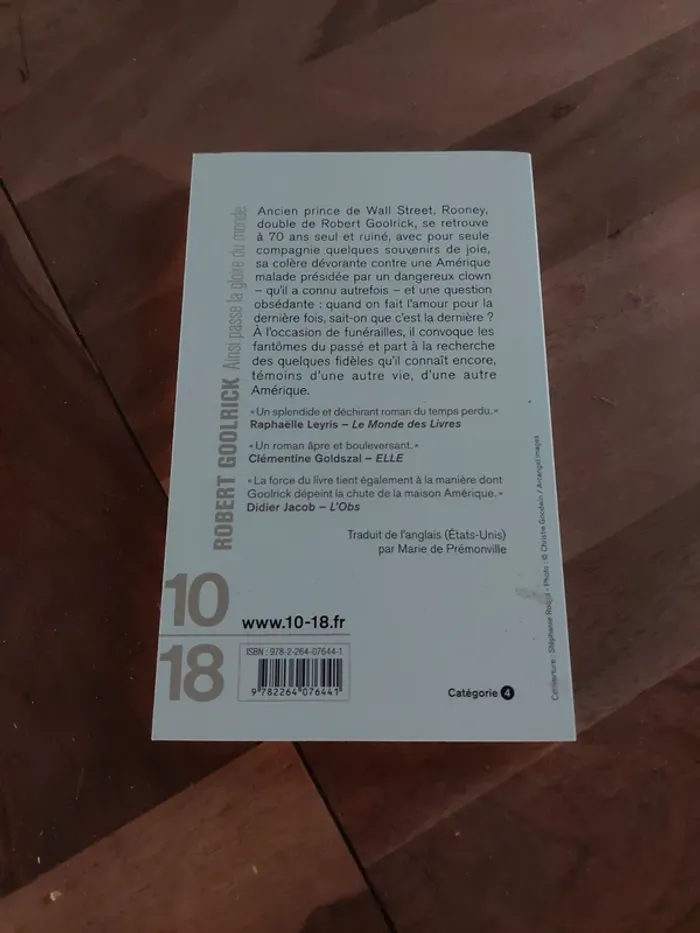 Ancien prince de Wall Street, Rooney,
double de Robert Goolrick, se retrouve
à 70 ans seul et ruiné, avec pour seule
compagnie quelques souvenirs de joie,
sa colère dévorante contre une Amérique
malade présidée par un dangereux clown
– qu'il a connu autrefois – et une question
obsédante : quand on fait l'amour pour la
dernière fois, sait-on que c'est la dernière ?
À l'occasion de funérailles, il convoque les
fantômes du passé et part à la recherche
des quelques fidèles qu'il connaît encore,
témoins d'une autre vie, d'une autre
Amérique.
« Un splendide et déchirant roman du temps perdu. »
Raphaëlle Leyris – Le Monde des Livres
« Un roman âpre et bouleversant. »
Clémentine Goldszal – ELLE
« La force du livre tient également à la manière dont
Goolrick dépeint la chute de la maison Amérique. »
Didier Jacob – L'Obs
Traduit de l'anglais (États-Unis)
par Marie de Prémonville
ROBERT GOOLRICK Ainsi passe la gloire du monde
10
18
www.10-18.fr
ISBN : 978-2-264-07644-1
9 782264 076441
Catégorie 4
Couverture : Stéphanie - Photo : © Christie Goodwin / Arcangel Images